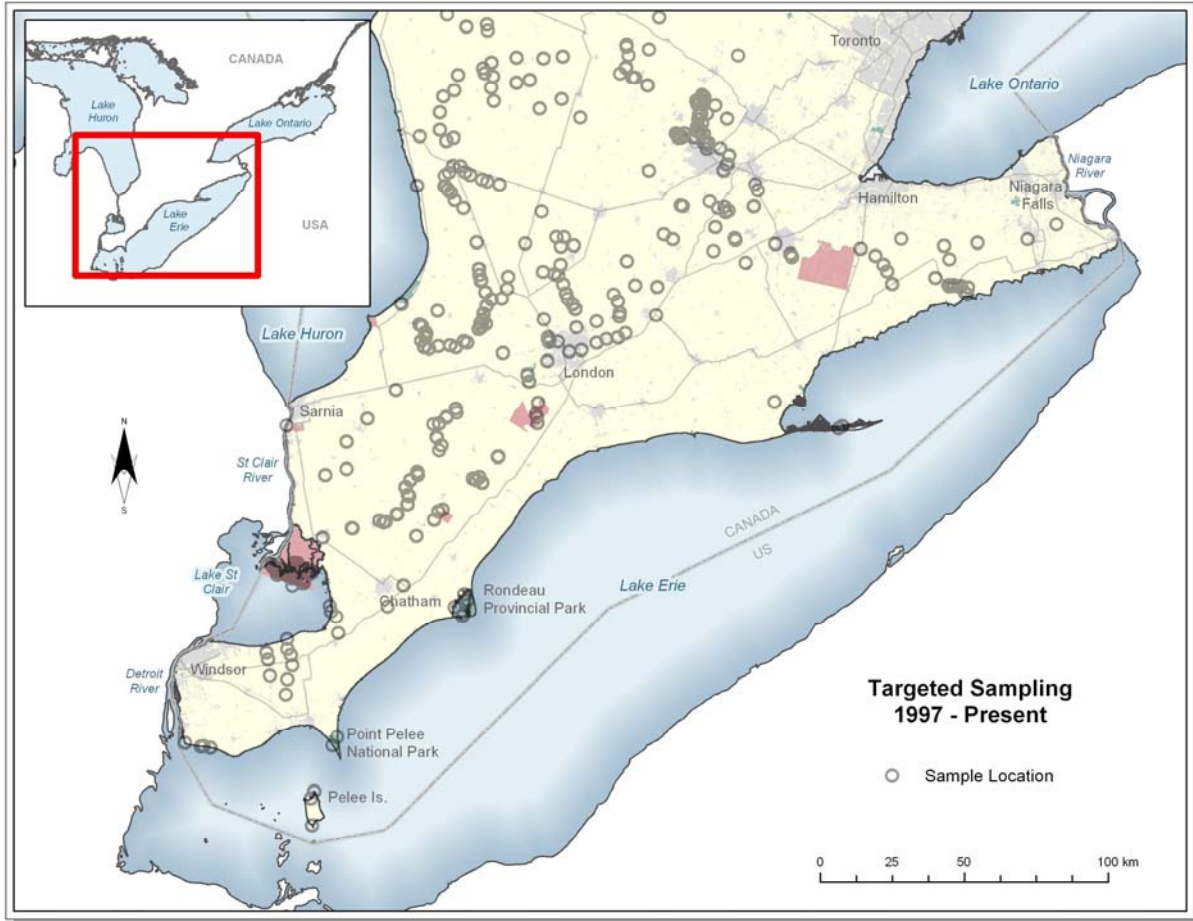 CANADA
Lake
Huron
Lake Ontario
Lake
Erie
USA
Toronto
Lake Ontario
Niagara
River
Hamilton
Niagara
Falls
Lake Huron
London
Sarnia
N
S
St Clair
River
CANADA
US
Lake St
Clair
Chatham
Rondeau
Provincial Park
Lake Erie
Windsor
Detroit
River
Point Pelee
National Park
Pelee Is.
Targeted Sampling
1997 - Present
Sample Location
0 25 50 100 km